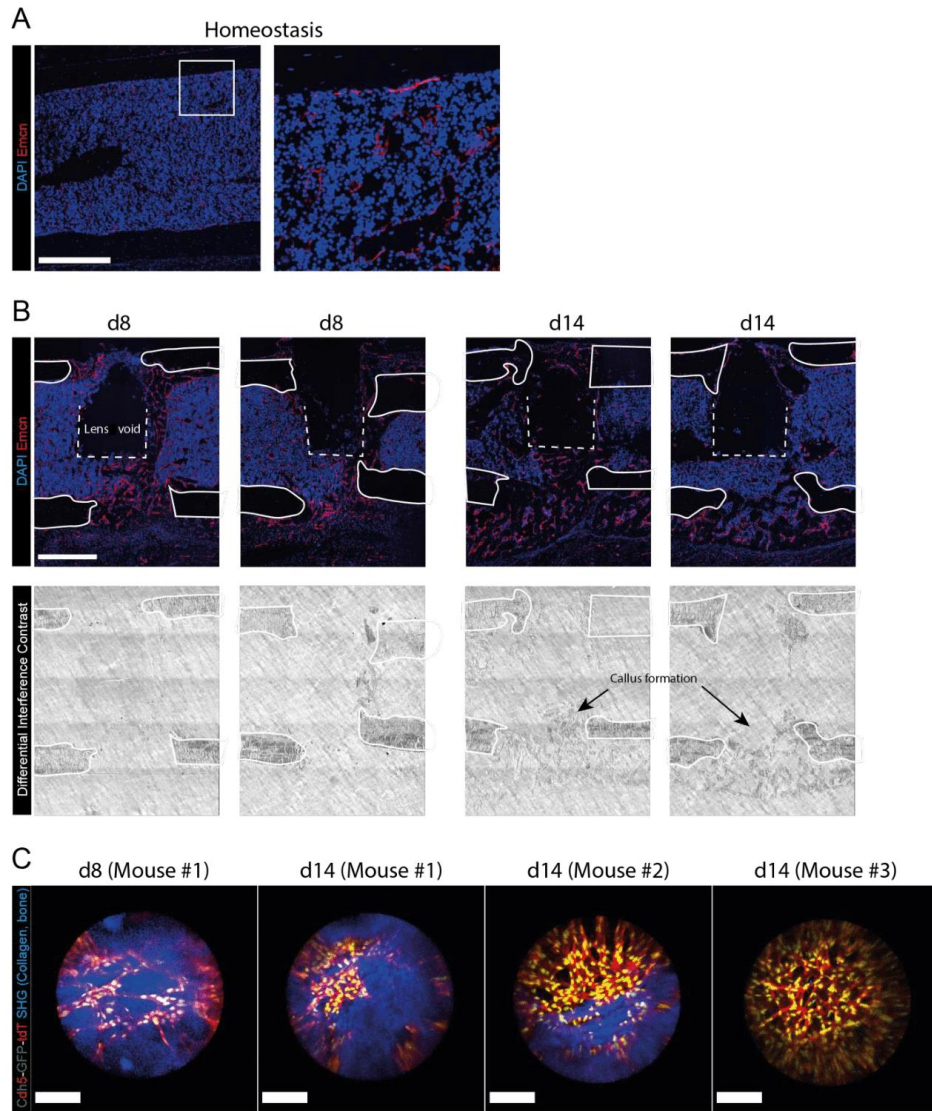 A
Homeostasis
DAPI Emcn
B
d8
d8
d14
d14
DAPI Emcn
Lens void
Differential Interference Contrast
Callus formation
C
d8 (Mouse #1)
d14 (Mouse #1)
d14 (Mouse #2)
d14 (Mouse #3)
Cdh5-GFP-tdT SHG (Collagen, bone)